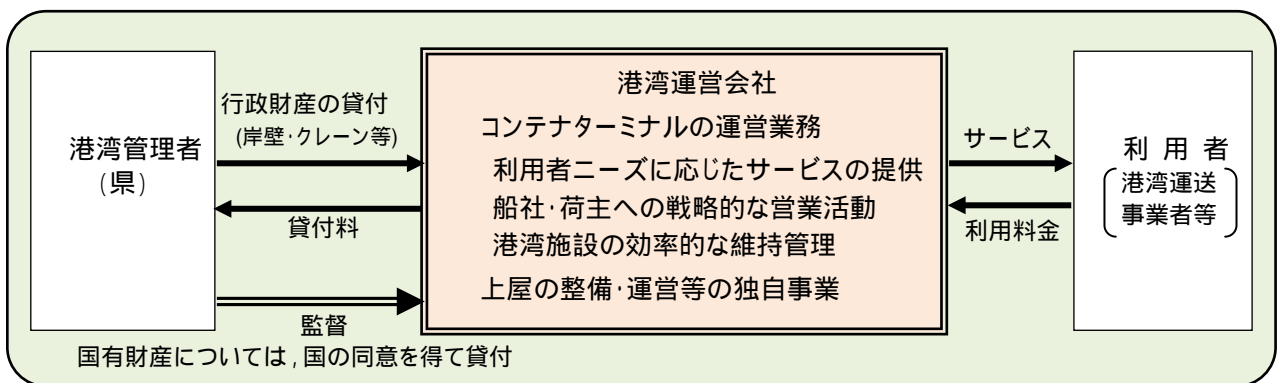 港湾管理者
(県)
行政財産の貸付
(岸壁・クレーン等)
貸付料
監督
港湾運営会社
コンテナターミナルの運営業務
利用者ニーズに応じたサービスの提供
船社・荷主への戦略的な営業活動
港湾施設の効率的な維持管理
上屋の整備・運営等の独自事業
サービス
利用料金
利 用 者
港湾運送
事業者等
国有財産については,国の同意を得て貸付